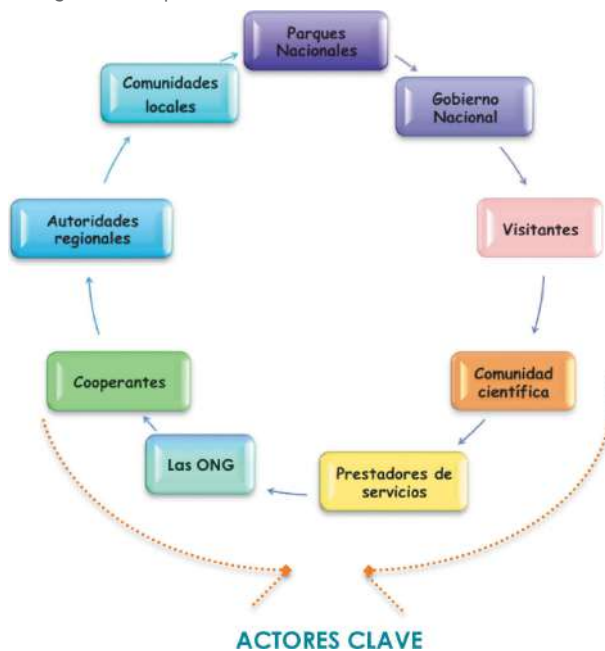 Parques
Nacionales
Gobierno
Nacional
Visitantes
Comunidad
científica
Prestadores de
servicios
Las ONG
Cooperantes
Autoridades
regionales
Comunidades
locales
ACTORES CLAVE